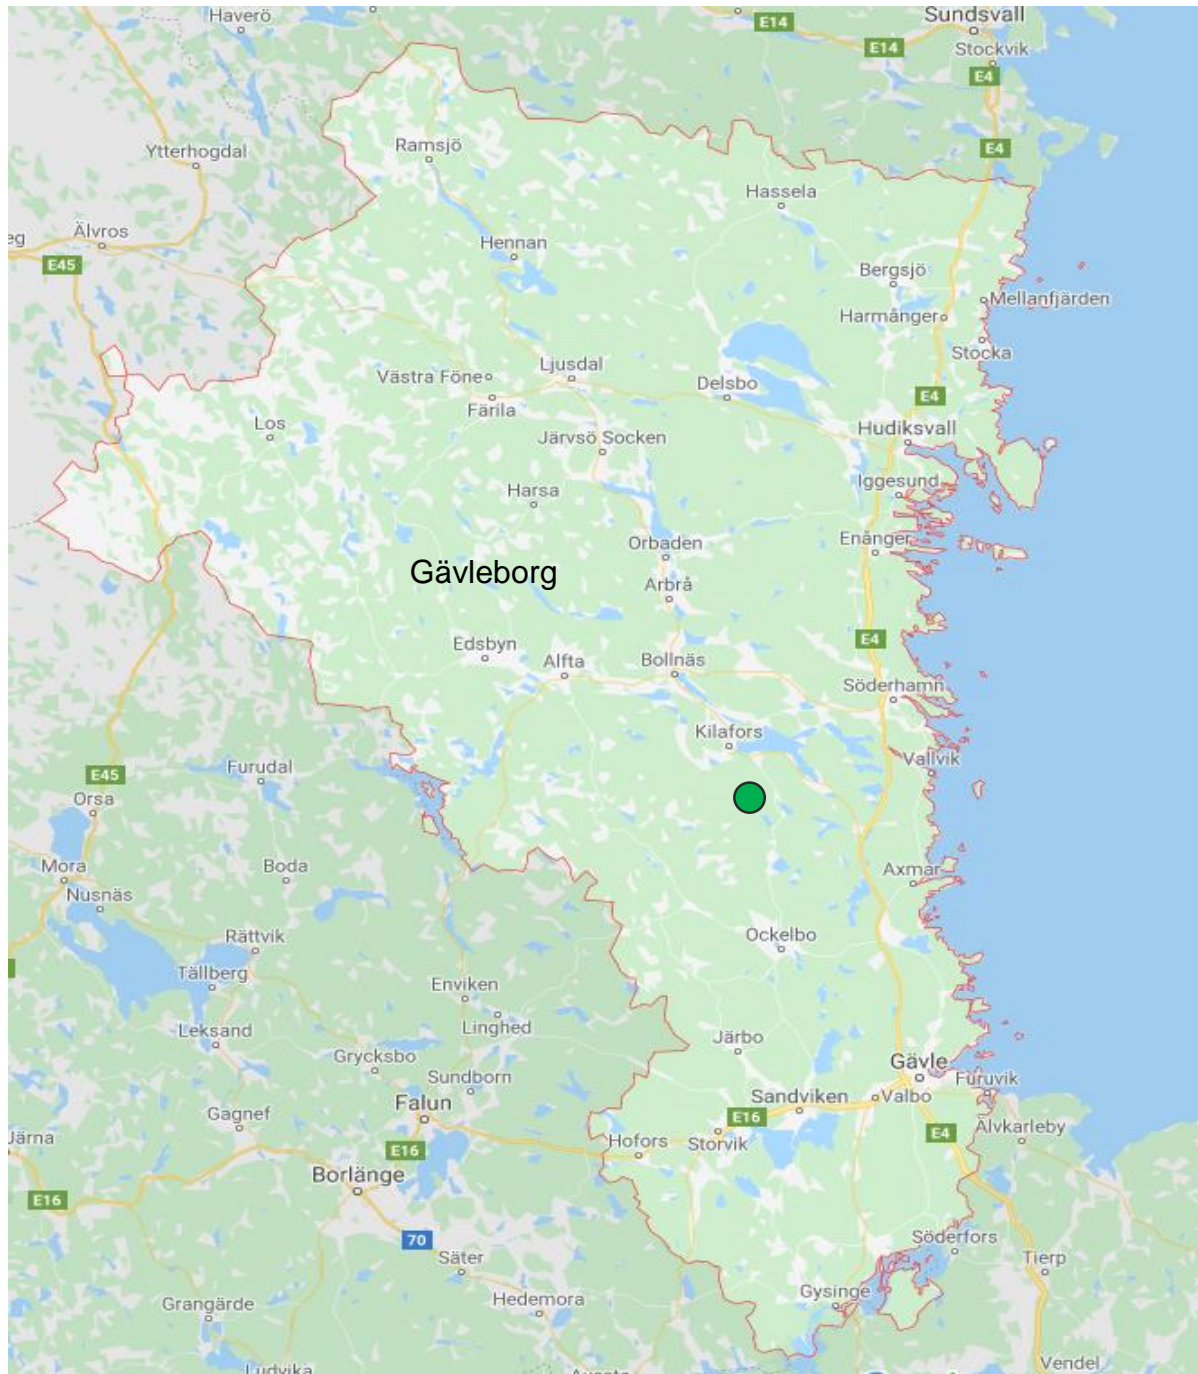 Haverö
E14
Sundsvall
E14
Stockvik
E4
Ramsjö
Ytterhogdal
E4
Hassela
Älvros
Hennan
E45
Bergsjö
Mellanfjärden
Harmånger
Stocka
Ljusdal
Västra Föne
Delsbo
E4
Färila
Los
Hudiksvall
Järvsö Socken
Iggesund
Harsa
Enånger
Orbaden
Gävleborg
Arbrå
E4
Edsbyn
Alfta
Bollnäs
Söderhamn
Kilafors
Vallvik
Furudal
E45
Orsa
Mora
Boda
Axmar
Nusnäs
Rättvik
Ockelbo
Tällberg
Enviken
Linghed
Leksand
Järbo
Grycksbo
Gävle
Sundborn
Furuvik
Falun
Sandviken
Valbo
Gagnef
E16
Älvkarleby
E4
Järna
Hofors
Storvik
E16
Borlänge
E16
70
Söderfors
Säter
Tierp
Gysinge
Hedemora
Grangärde
Vendel
Ludvika